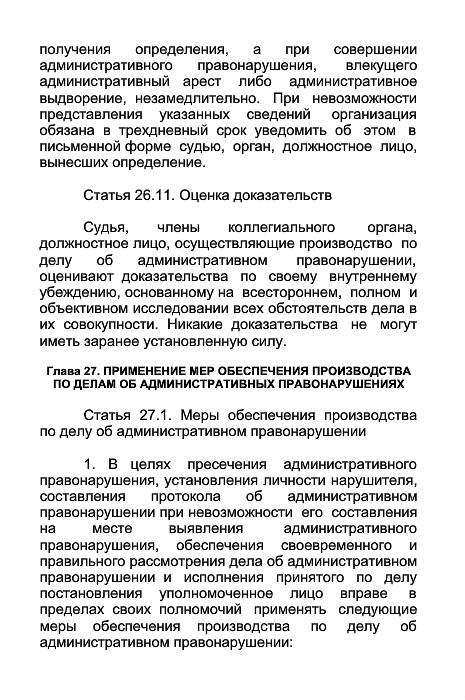 получения определения, а при совершении
административного правонарушения, влекущего
административный арест либо административное
выдворение, незамедлительно. При невозможности
представления указанных сведений организация
обязана в трехдневный срок уведомить об этом в
письменной форме судью, орган, должностное лицо,
вынесших определение.
Статья 26.11. Оценка доказательств
Судья, члены коллегиального органа,
должностное лицо, осуществляющие производство по
делу об административном правонарушении,
оценивают доказательства по своему внутреннему
убеждению, основанному на всестороннем, полном и
объективном исследовании всех обстоятельств дела в
их совокупности. Никакие доказательства не могут
иметь заранее установленную силу.
Глава 27. ПРИМЕНЕНИЕ МЕР ОБЕСПЕЧЕНИЯ ПРОИЗВОДСТВА
ПО ДЕЛАМ ОБ АДМИНИСТРАТИВНЫХ ПРАВОНАРУШЕНИЯХ
Статья 27.1. Меры обеспечения производства
по делу об административном правонарушении
1. В целях пресечения административного
правонарушения, установления личности нарушителя,
составления протокола об административном
правонарушении при невозможности его составления
на месте выявления административного
правонарушения, обеспечения своевременного и
правильного рассмотрения дела об административном
правонарушении и исполнения принятого по делу
постановления уполномоченное лицо вправе в
пределах своих полномочий применять следующие
меры обеспечения производства по делу об
административном правонарушении: